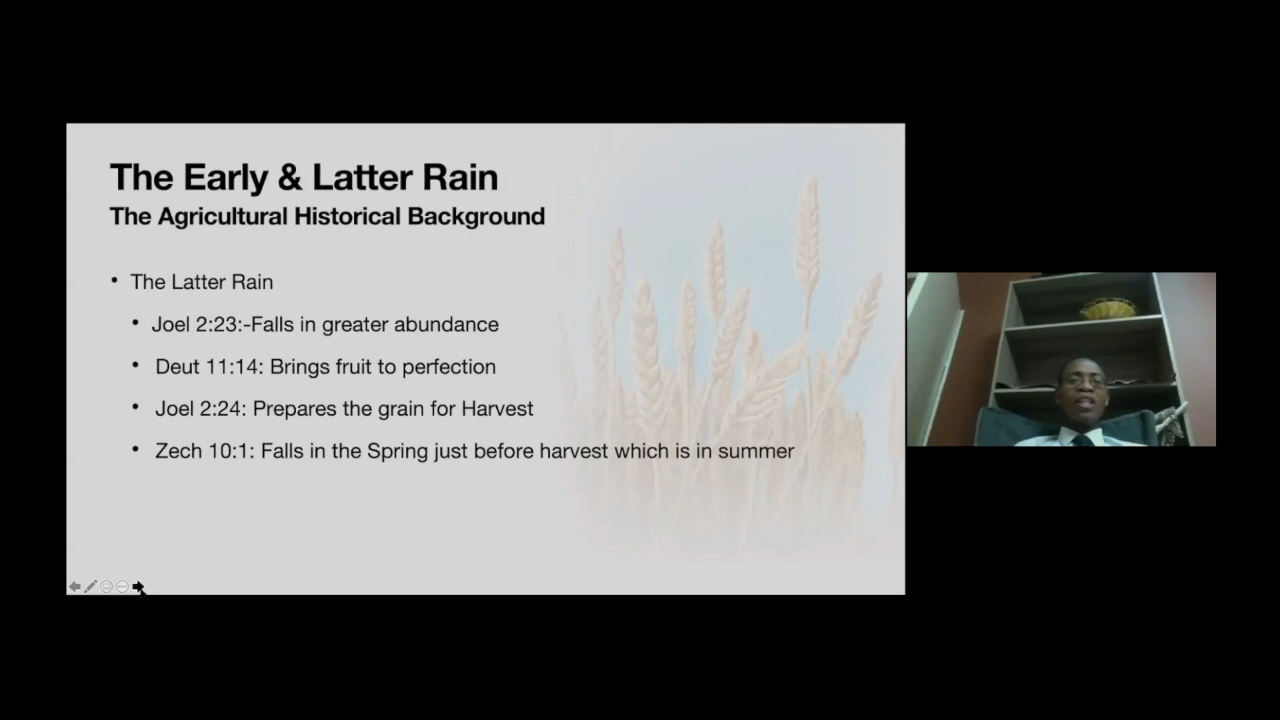 The Early & Latter Rain
The Agricultural Historical Background
• The Latter Rain
• Joel 2:23:-Falls in greater abundance
• Deut 11:14: Brings fruit to perfection
• Joel 2:24: Prepares the grain for Harvest
• Zech 10:1: Falls in the Spring just before harvest which is in summer